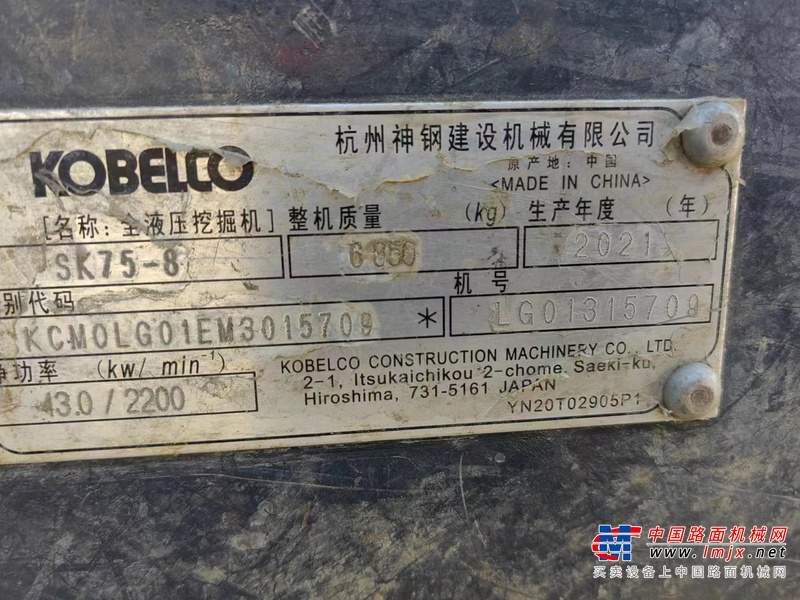 KOBELCO
杭州神钢建设机械有限公司
原产地：中国
<MADE IN CHINA>
[名称：全液压挖掘机] 整机质量 (kg) 生产年度 (年)
SK75-8 6850 2021
别代码 机号
KCM0LG01EM3015709 * LG01315709
净功率 (kw/min⁻¹)
43.0/2200
KOBELCO CONSTRUCTION MACHINERY CO., LTD.
2-1, Itsukaichikou 2-chome. Saeki-ku,
Hiroshima, 731-5161 JAPAN
YN20T02905P1
中国路面机械网
www.lmjx.net
买卖设备上中国路面机械网